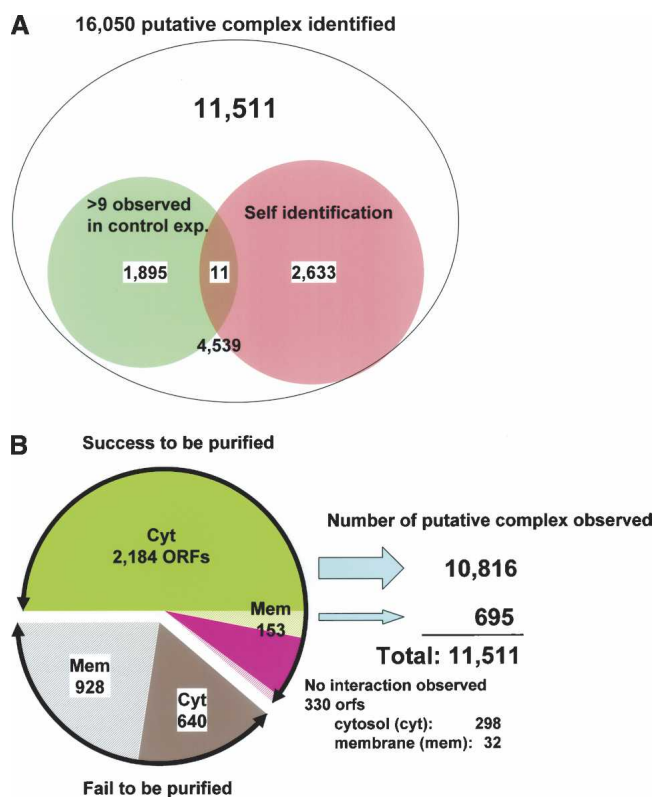 A
16,050 putative complex identified
11,511
>9 observed
in control exp.
Self identification
1,895
11
2,633
4,539
B
Success to be purified
Cyt
2,184 ORFs
Mem
153
Mem
928
Cyt
640
Fail to be purified
Number of putative complex observed
10,816
695
Total: 11,511
No interaction observed
330 orfs
cytosol (cyt): 298
membrane (mem): 32